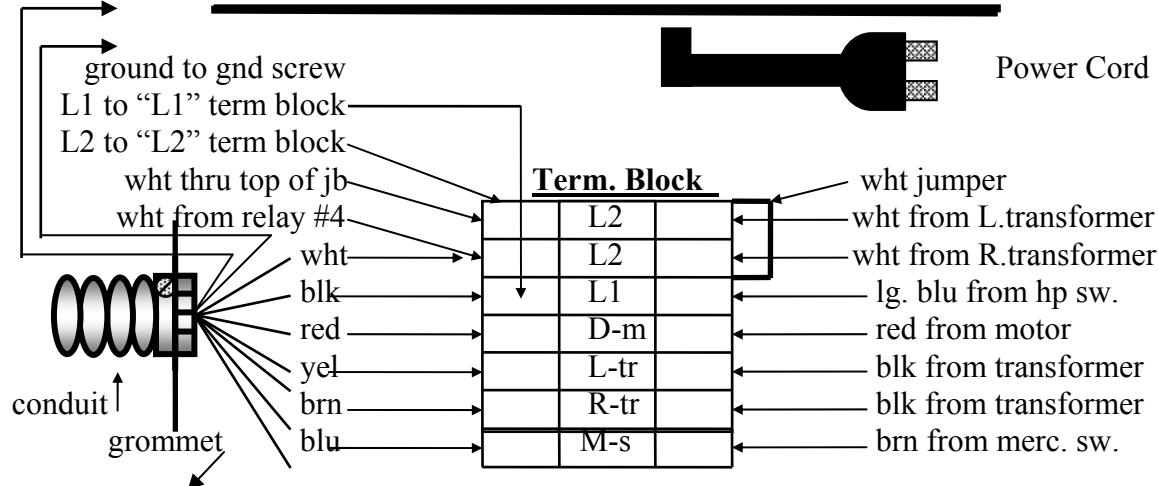 Power Cord
ground to gnd screw
L1 to “L1” term block
L2 to “L2” term block
Term. Block
wht thru top of jb L2 wht jumper
wht from relay #4 L2 wht from L.transformer
wht wht from R.transformer
blk L1 lg. blu from hp sw.
red D-m red from motor
yel L-tr blk from transformer
brn R-tr blk from transformer
blu M-s brn from merc. sw.
conduit
grommet